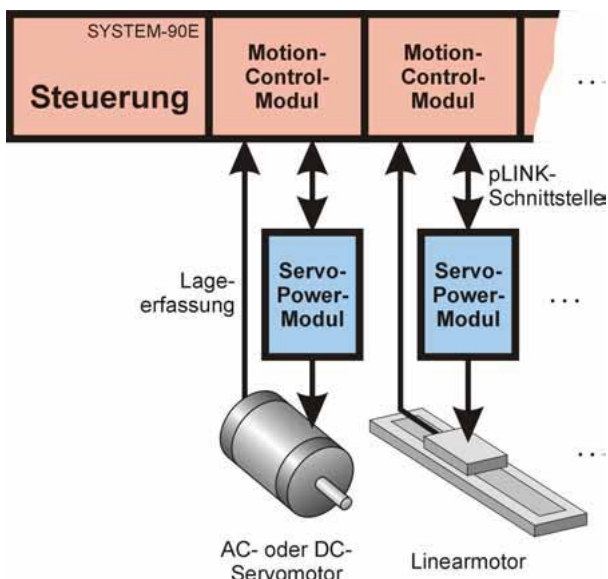 SYSTEM-90E
Steuerung
Motion-
Control-
Modul
Motion-
Control-
Modul
...
pLINK-
Schnittstelle
Lage-
erfassung
Servo-
Power-
Modul
Servo-
Power-
Modul
...
...
AC- oder DC-
Servomotor
Linearmotor